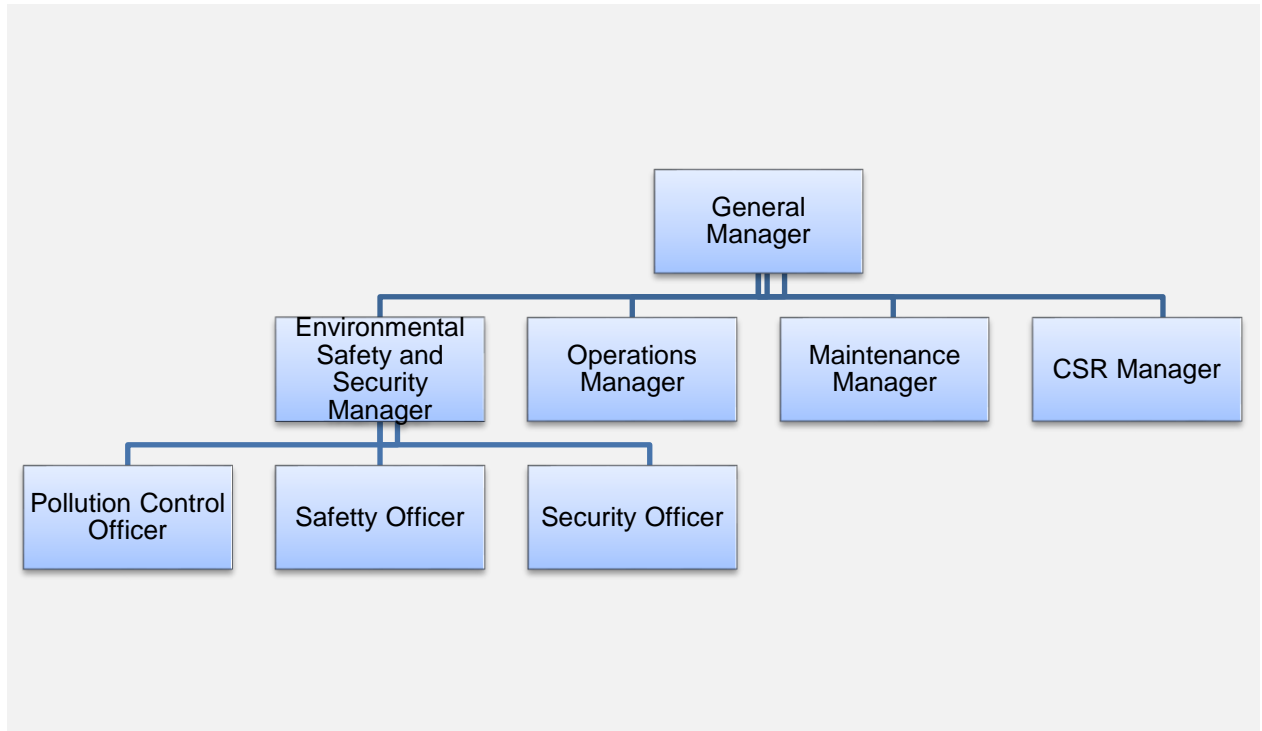 General
Manager
Environmental
Safety and
Security
Manager
Operations
Manager
Maintenance
Manager
CSR Manager
Pollution Control
Officer
Safetty Officer
Security Officer